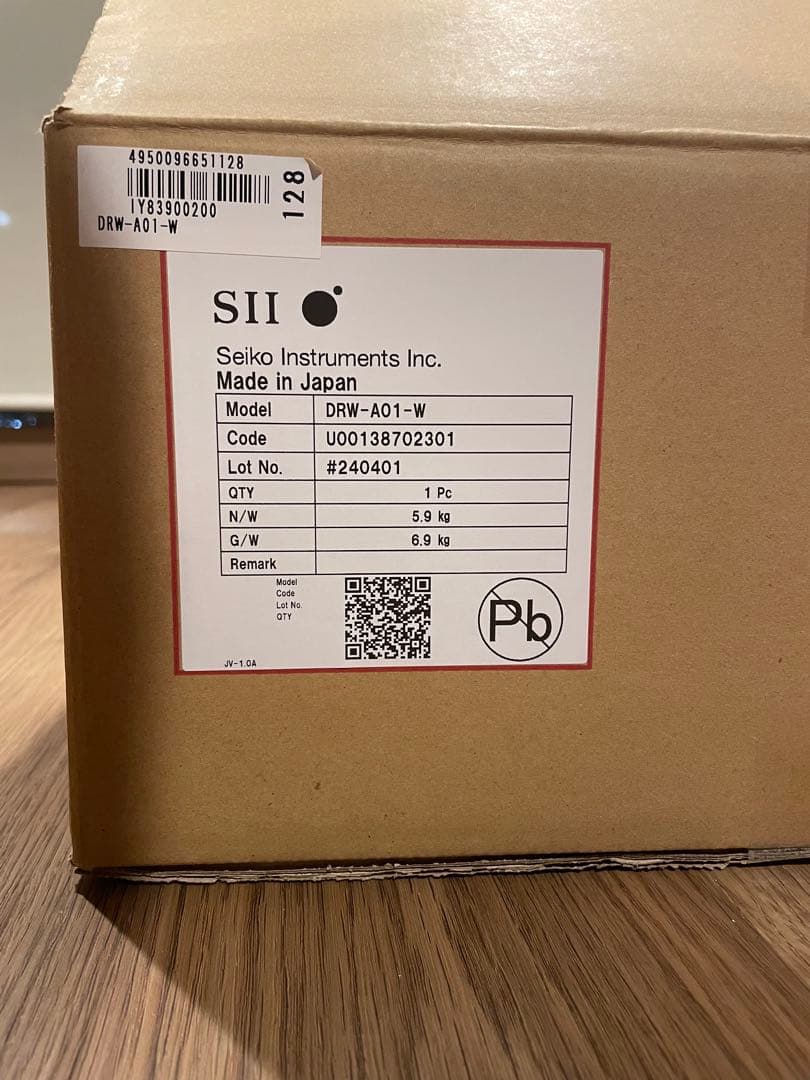 4950096651128
128
IY83900200
DRW-A01-W
SII
Seiko Instruments Inc.
Made in Japan
Model DRW-A01-W
Code U00138702301
Lot No. #240401
QTY 1 Pc
N/W 5.9 kg
G/W 6.9 kg
Remark
Model
Code
Lot No.
QTY
Pb
JV-1.0A